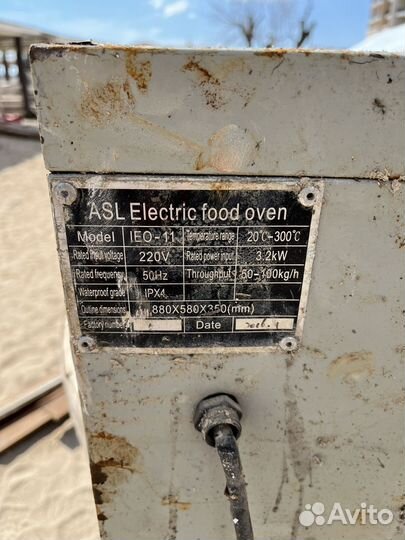 ASL Electric food oven
Model IEO-11 Temperature range 20℃-300℃
Rated input voltage 220V Rated power input 3.2kW
Rated frequency 50Hz Throughput 50-100kg/h
Waterproof grade IPX4
Outline dimensions 880X580X350(mm)
Factory number Date
Avito